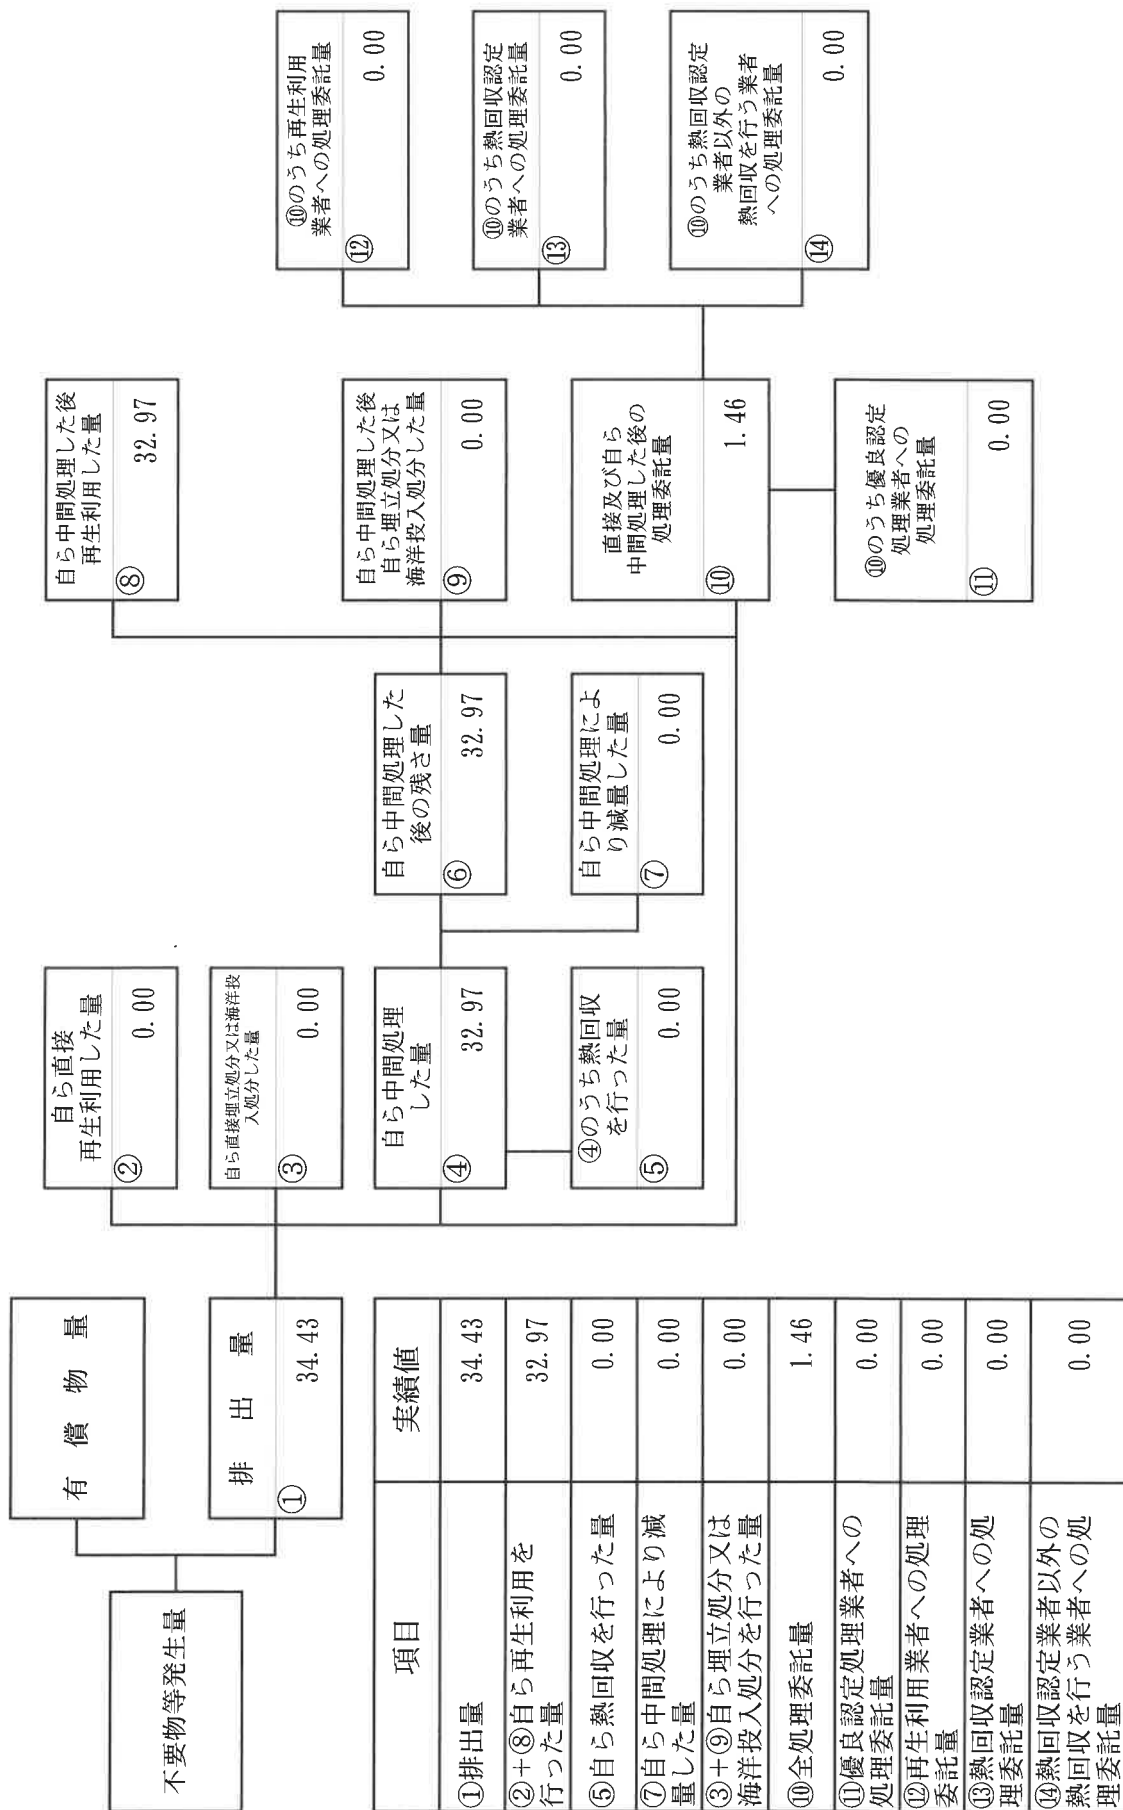 不要物等発生量
有償物量
排出量
①
34.43
自ら直接
再生利用した量
②
0.00
自ら直接埋立処分又は海洋投
入処分した量
③
0.00
自ら中間処理
した量
④
32.97
④のうち熱回収
を行った量
⑤
0.00
自ら中間処理した
後の残さ量
⑥
32.97
自ら中間処理によ
り減量した量
⑦
0.00
自ら中間処理した後
再生利用した量
⑧
32.97
自ら中間処理した後
自ら埋立処分又は
海洋投入処分した量
⑨
0.00
直接及び自ら
中間処理した後の
処理委託量
⑩
1.46
⑩のうち優良認定
処理業者への
処理委託量
⑪
0.00
⑩のうち再生利用
業者への処理委託量
⑫
0.00
⑩のうち熱回収認定
業者への処理委託量
⑬
0.00
⑩のうち熱回収認定
業者以外の
熱回収を行う業者
への処理委託量
⑭
0.00
項目 実績値
①排出量 34.43
②+⑧自ら再生利用を
行った量 32.97
⑤自ら熱回収を行った量 0.00
⑦自ら中間処理により減
量した量 0.00
③+⑨自ら埋立処分又は
海洋投入処分を行った量 0.00
⑩全処理委託量 1.46
⑪優良認定処理業者への
処理委託量 0.00
⑫再生利用業者への処理
委託量 0.00
⑬熱回収認定業者への処
理委託量 0.00
⑭熱回収認定業者以外の
熱回収を行う業者への処
理委託量 0.00